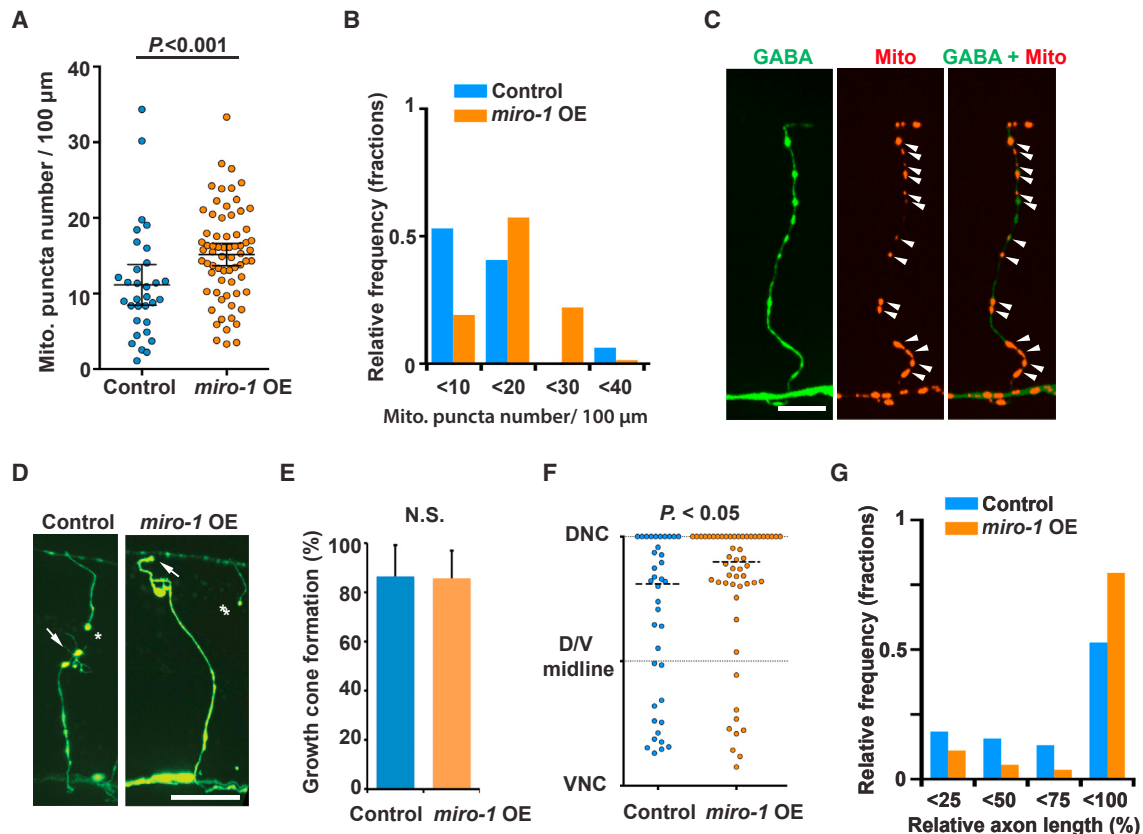 A
P.<0.001
Mito. puncta number / 100 µm
40
30
20
10
0
Control
miro-1 OE
B
Control
miro-1 OE
Relative frequency (fractions)
1
0.5
0
<10
<20
<30
<40
Mito. puncta number/ 100 µm
C
GABA
Mito
GABA + Mito
D
Control
miro-1 OE
*
**
E
N.S.
Growth cone formation (%)
100
80
60
40
20
0
Control
miro-1 OE
F
P. < 0.05
DNC
D/V
midline
VNC
Control
miro-1 OE
G
Control
miro-1 OE
Relative frequency (fractions)
1
0.5
0
<25
<50
<75
<100
Relative axon length (%)